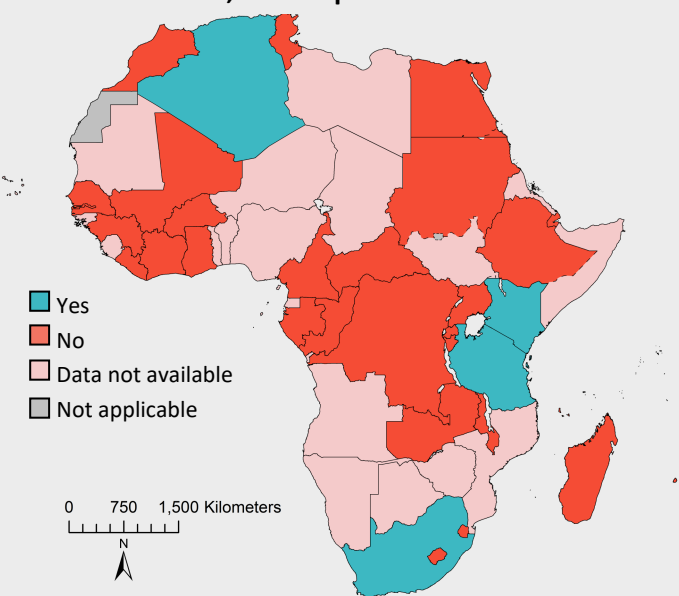 Yes
No
Data not available
Not applicable
0 750 1,500 Kilometers
N